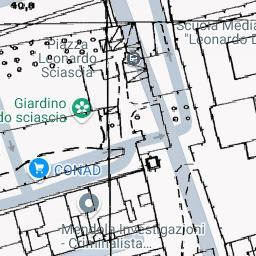 40,0
Piazza
Leonardo
Sciascia
Scuola Media
"Leonardo D
Giardino
do sciascia
CONAD
Mendola Investigazioni
- Criminalista...